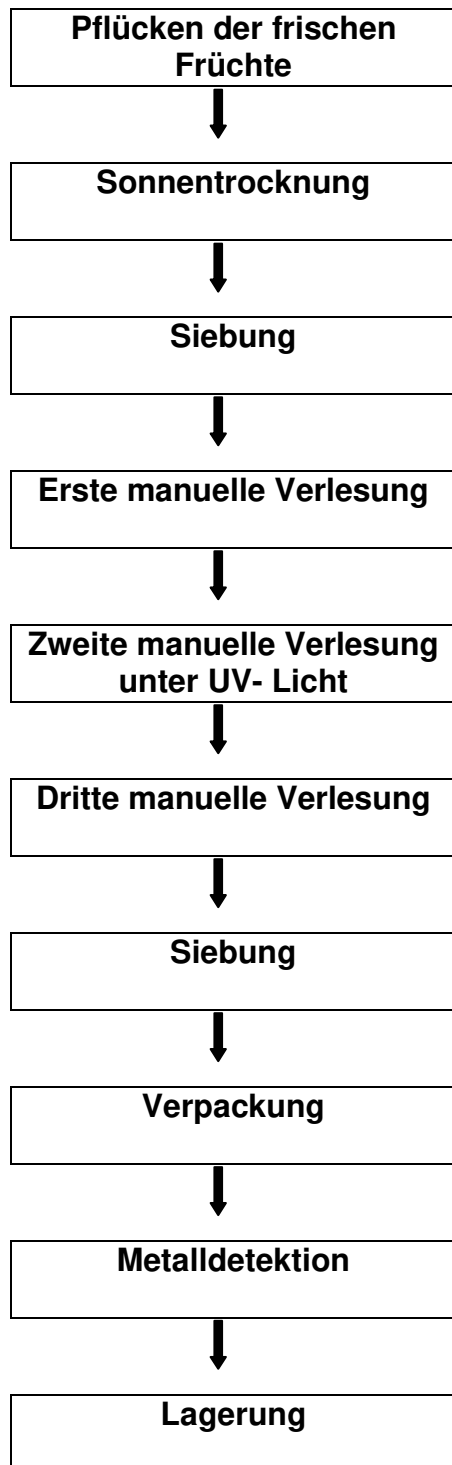 Pflücken der frischen
Früchte
Sonnentrocknung
Siebung
Erste manuelle Verlesung
Zweite manuelle Verlesung
unter UV- Licht
Dritte manuelle Verlesung
Siebung
Verpackung
Metalldetektion
Lagerung